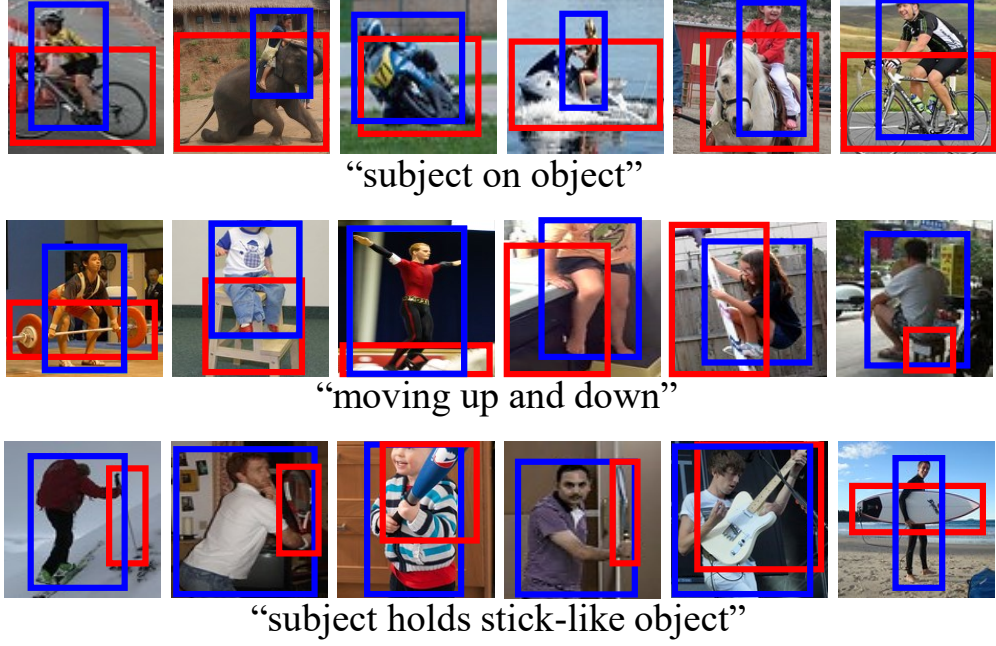 “subject on object”
“moving up and down”
“subject holds stick-like object”